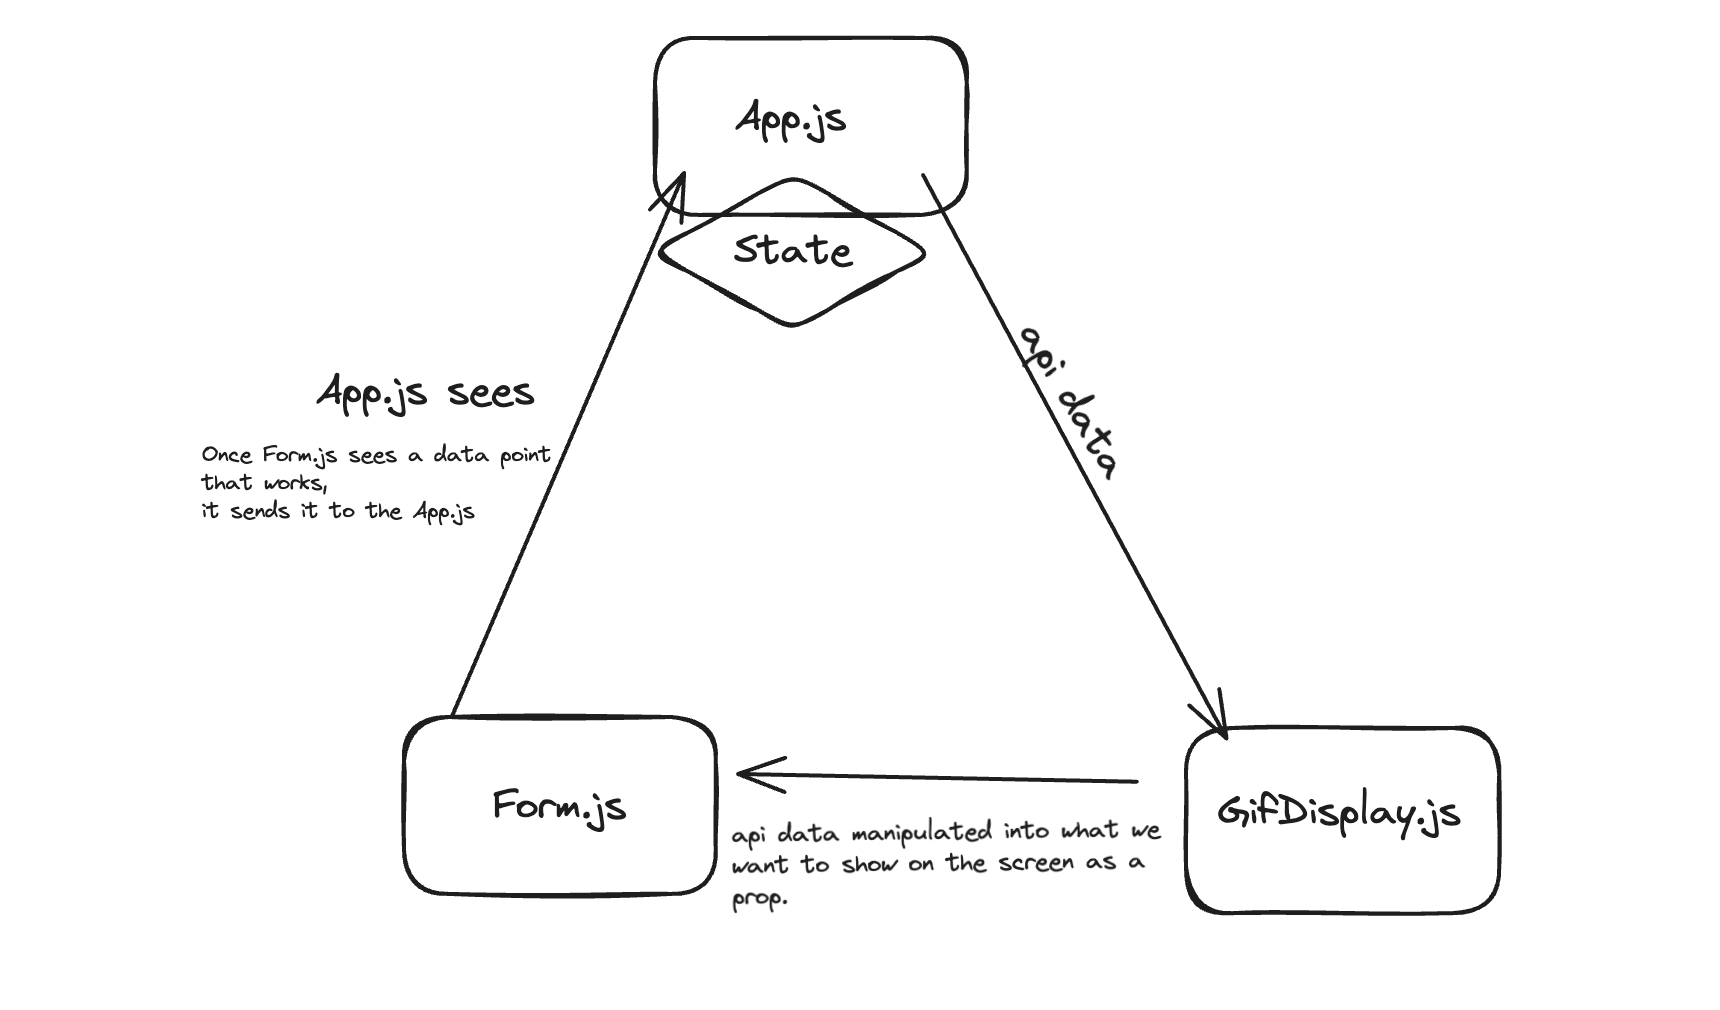 App.js
State
api data
App.js sees
Once Form.js sees a data point
that works,
it sends it to the App.js
Form.js
GifDisplay.js
api data manipulated into what we
want to show on the screen as a
prop.